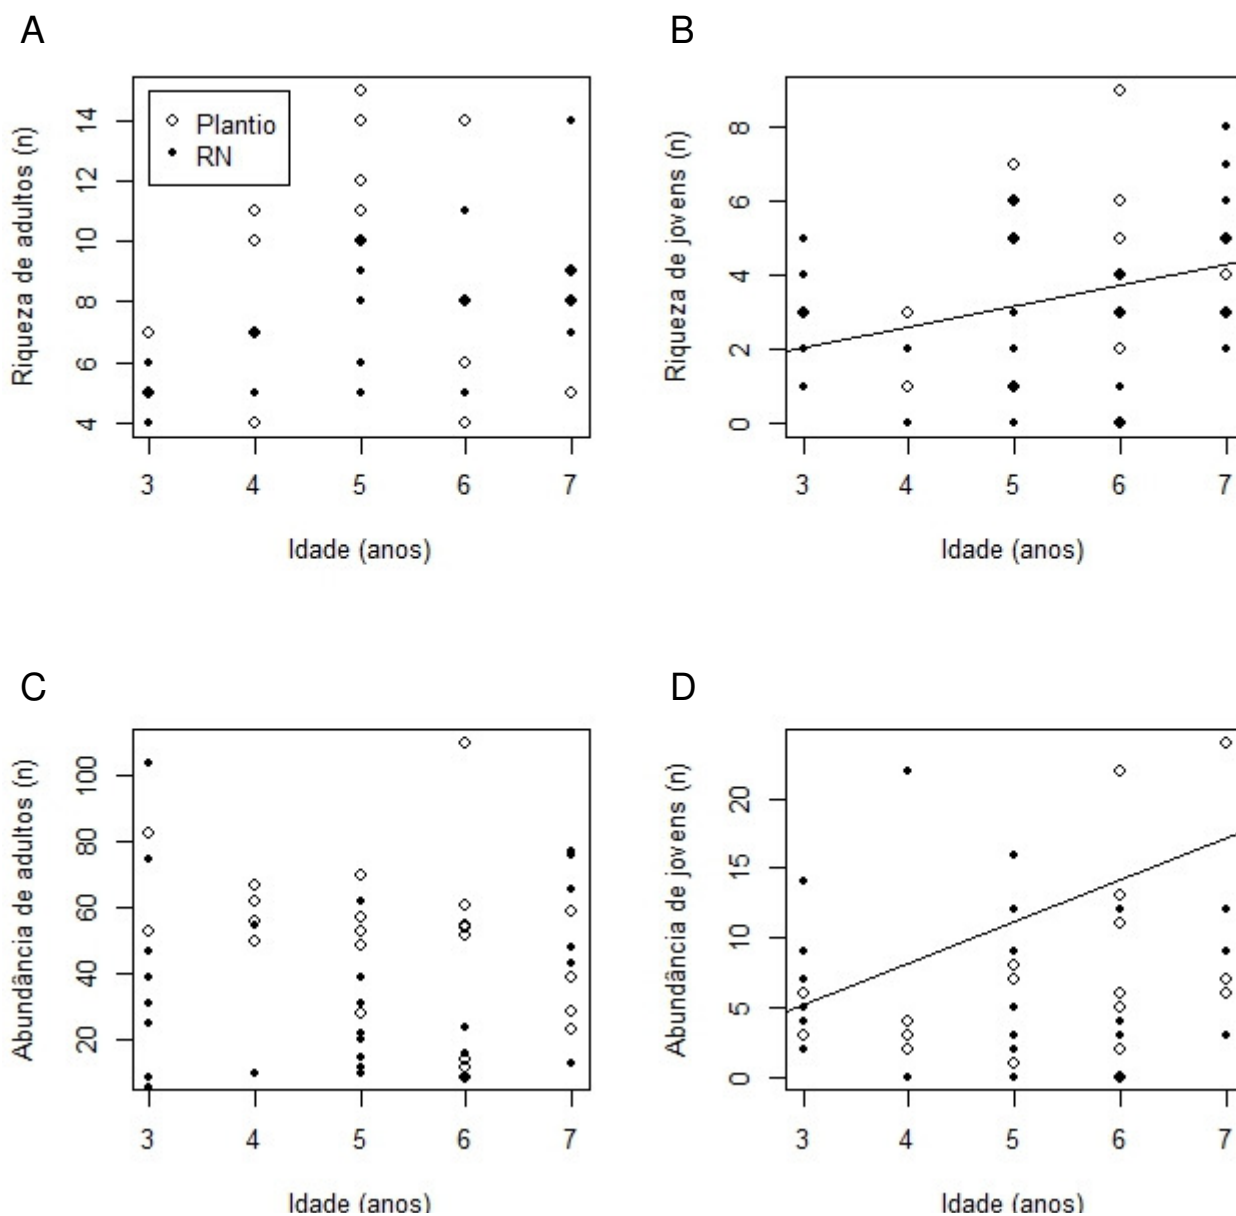 A
Riqueza de adultos (n)
14
12
10
8
6
4
Plantio
RN
3 4 5 6 7
Idade (anos)
B
Riqueza de jovens (n)
8
6
4
2
0
3 4 5 6 7
Idade (anos)
C
Abundância de adultos (n)
100
80
60
40
20
3 4 5 6 7
Idade (anos)
D
Abundância de jovens (n)
20
15
10
5
0
3 4 5 6 7
Idade (anos)